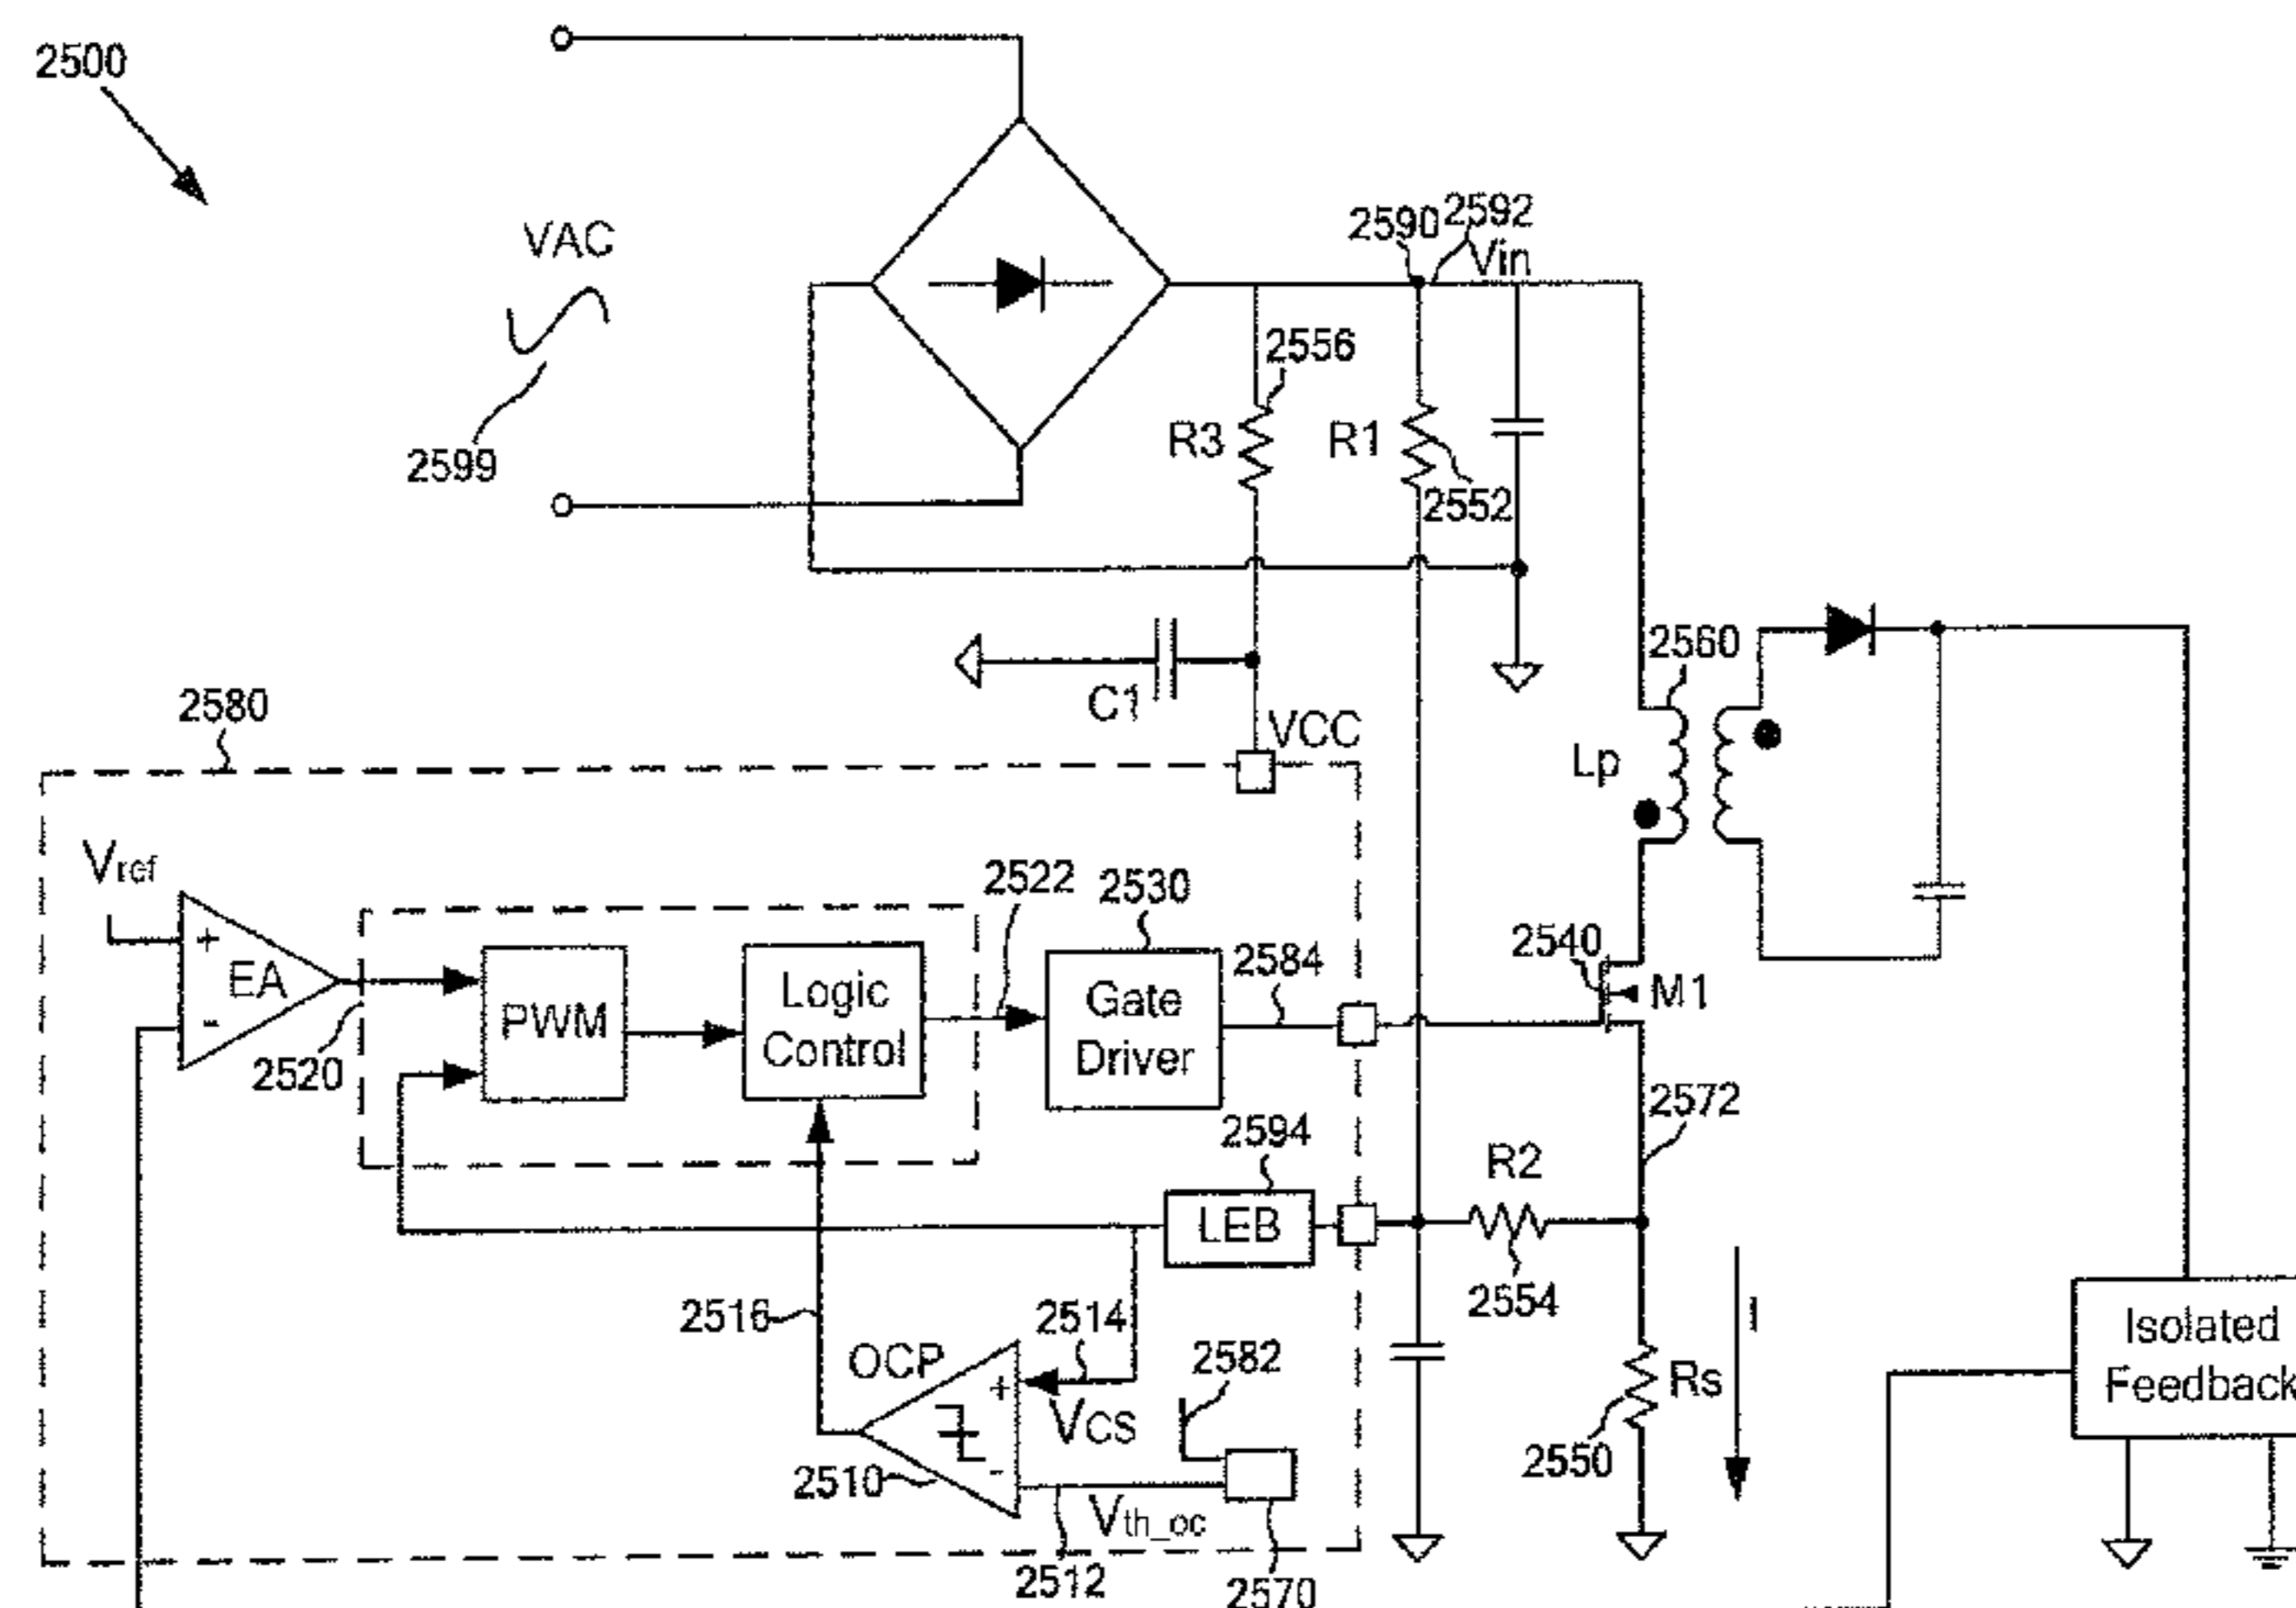 2500
VAC
2599
2590
2592
Vin
2556
R3
R1
2552
C1
VCC
2560
Lp
2580
Vref
+
EA
-
2520
PWM
Logic
Control
2522
2530
Gate
Driver
2584
2540
M1
2572
2594
LEB
R2
2554
2516
OCP
2514
+
VCS
-
2510
2582
Vth_oc
2512
2570
I
Rs
2550
Isolated
Feedback